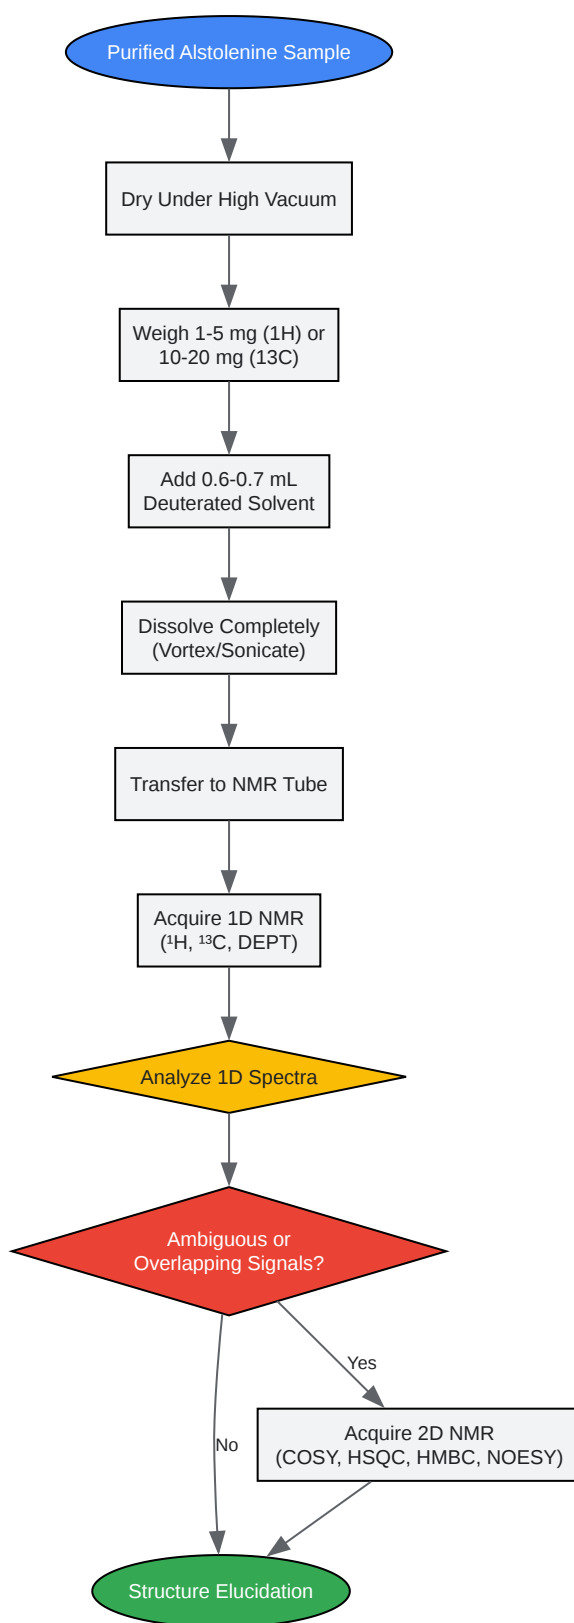 Purified Alstolenine Sample
Dry Under High Vacuum
Weigh 1-5 mg (1H) or
10-20 mg (13C)
Add 0.6-0.7 mL
Deuterated Solvent
Dissolve Completely
(Vortex/Sonicate)
Transfer to NMR Tube
Acquire 1D NMR
(¹H, ¹³C, DEPT)
Analyze 1D Spectra
Ambiguous or
Overlapping Signals?
Yes
Acquire 2D NMR
(COSY, HSQC, HMBC, NOESY)
No
Structure Elucidation